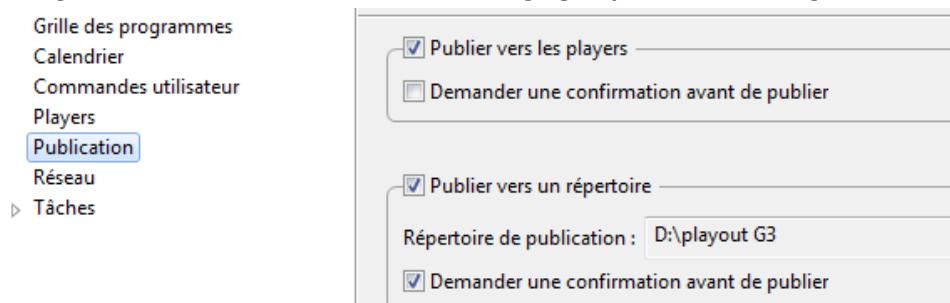 Grille des programmes
Calendrier
Commandes utilisateur
Players
Publication
Réseau
Tâches
Publier vers les players
Demander une confirmation avant de publier
Publier vers un répertoire
Répertoire de publication : D:\playout G3
Demander une confirmation avant de publier